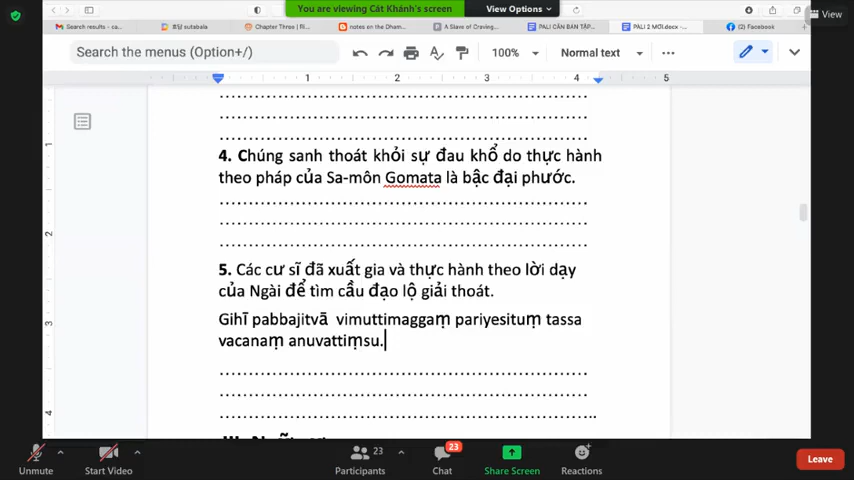 You are viewing Cát Khánh's screen
View Options
View
Search results - ca...
Chapter Three | Ri...
notes on the Dham...
A Slave of Craving...
PALI CĂN BẢN TẬP...
PALI 2 MỚI.docx -...
Facebook
Search the menus (Option+/)
100%
Normal text
1 2 3 4 5
4. Chúng sanh thoát khỏi sự đau khổ do thực hành
theo pháp của Sa-môn Gomata là bậc đại phước.
5. Các cư sĩ đã xuất gia và thực hành theo lời dạy
của Ngài để tìm cầu đạo lộ giải thoát.
Gihī pabbajitvā vimuttimaggaṃ pariyesituṃ tassa
vacanaṃ anuvattiṃsu.
1
2
3
4
Unmute
Start Video
23
Participants
23
Chat
Share Screen
Reactions
Leave